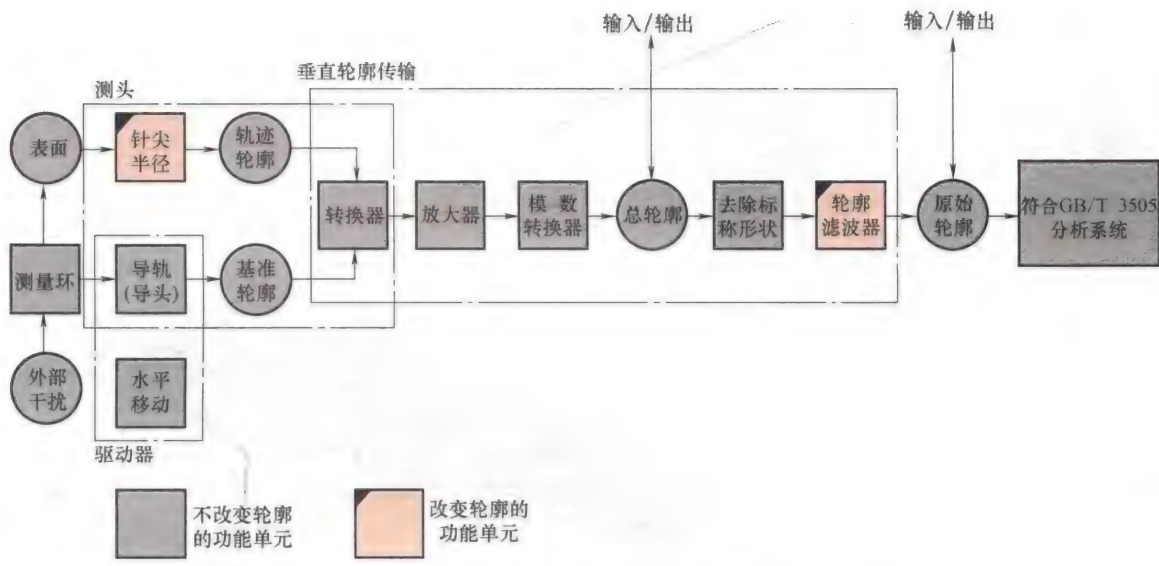 输入/输出
输入/输出
垂直轮廓传输
测头
表面
针尖
半径
轨迹
轮廓
转换器
放大器
模 数
转换器
总轮廓
去除标
称形状
轮廓
滤波器
原始
轮廓
符合GB/T 3505
分析系统
测量环
导轨
(导头)
基准
轮廓
外部
干扰
水平
移动
驱动器
不改变轮廓
的功能单元
改变轮廓的
功能单元